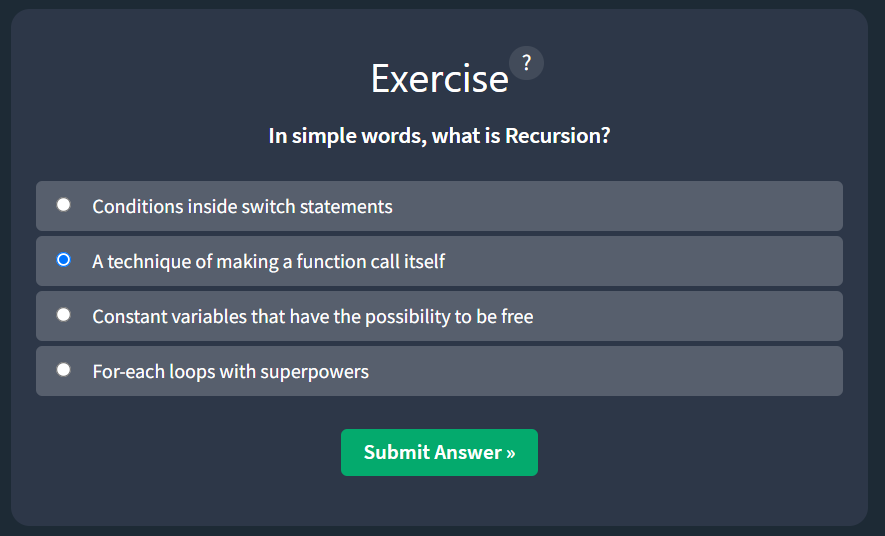 Exercise ?
In simple words, what is Recursion?
Conditions inside switch statements
A technique of making a function call itself
Constant variables that have the possibility to be free
For-each loops with superpowers
Submit Answer »